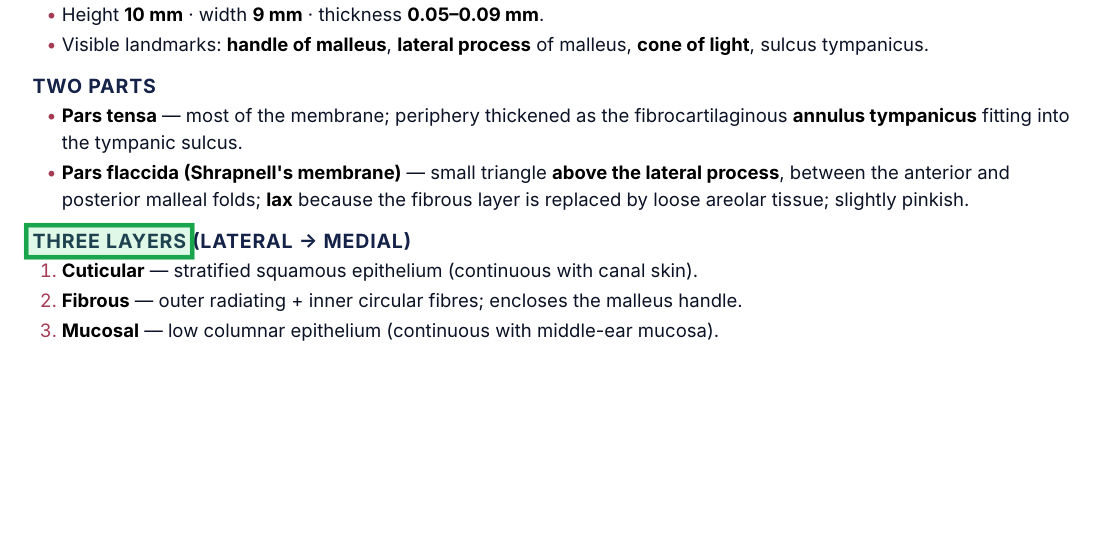 • Height 10 mm · width 9 mm · thickness 0.05–0.09 mm.
• Visible landmarks: handle of malleus, lateral process of malleus, cone of light, sulcus tympanicus.
TWO PARTS
• Pars tensa — most of the membrane; periphery thickened as the fibrocartilaginous annulus tympanicus fitting into
the tympanic sulcus.
• Pars flaccida (Shrapnell's membrane) — small triangle above the lateral process, between the anterior and
posterior malleal folds; lax because the fibrous layer is replaced by loose areolar tissue; slightly pinkish.
THREE LAYERS (LATERAL → MEDIAL)
1. Cuticular — stratified squamous epithelium (continuous with canal skin).
2. Fibrous — outer radiating + inner circular fibres; encloses the malleus handle.
3. Mucosal — low columnar epithelium (continuous with middle-ear mucosa).